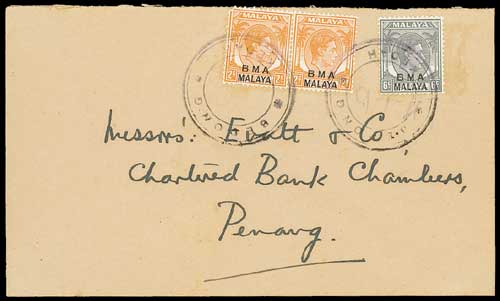 MALAYA MALAYA MALAYA
BMA MALAYA BMA MALAYA BMA MALAYA
Messrs: Evatt & Co,
Chartered Bank Chambers,
Penang.